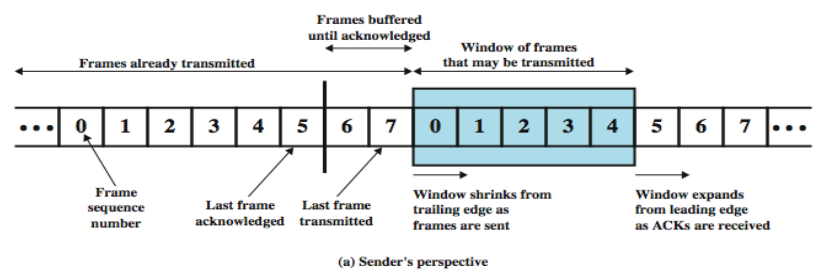 Frames buffered
until acknowledged
Window of frames
that may be transmitted
Frames already transmitted
••• 0 1 2 3 4 5 6 7 0 1 2 3 4 5 6 7 •••
Frame
sequence
number
Last frame
acknowledged
Last frame
transmitted
Window shrinks from
trailing edge as
frames are sent
Window expands
from leading edge
as ACKs are received
(a) Sender's perspective